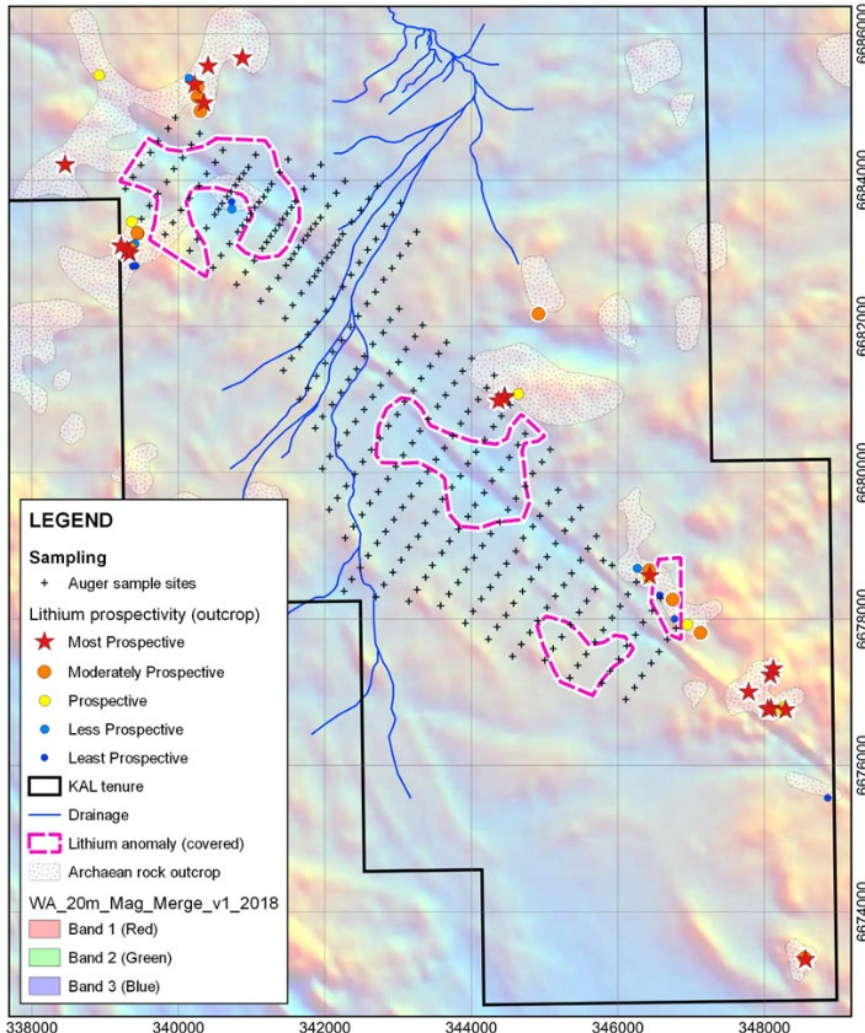 6686000
6684000
6682000
6680000
6678000
6676000
6674000
LEGEND
Sampling
Auger sample sites
Lithium prospectivity (outcrop)
Most Prospective
Moderately Prospective
Prospective
Less Prospective
Least Prospective
KAL tenure
Drainage
Lithium anomaly (covered)
Archaean rock outcrop
WA_20m_Mag_Merge_v1_2018
Band 1 (Red)
Band 2 (Green)
Band 3 (Blue)
338000 340000 342000 344000 346000 348000